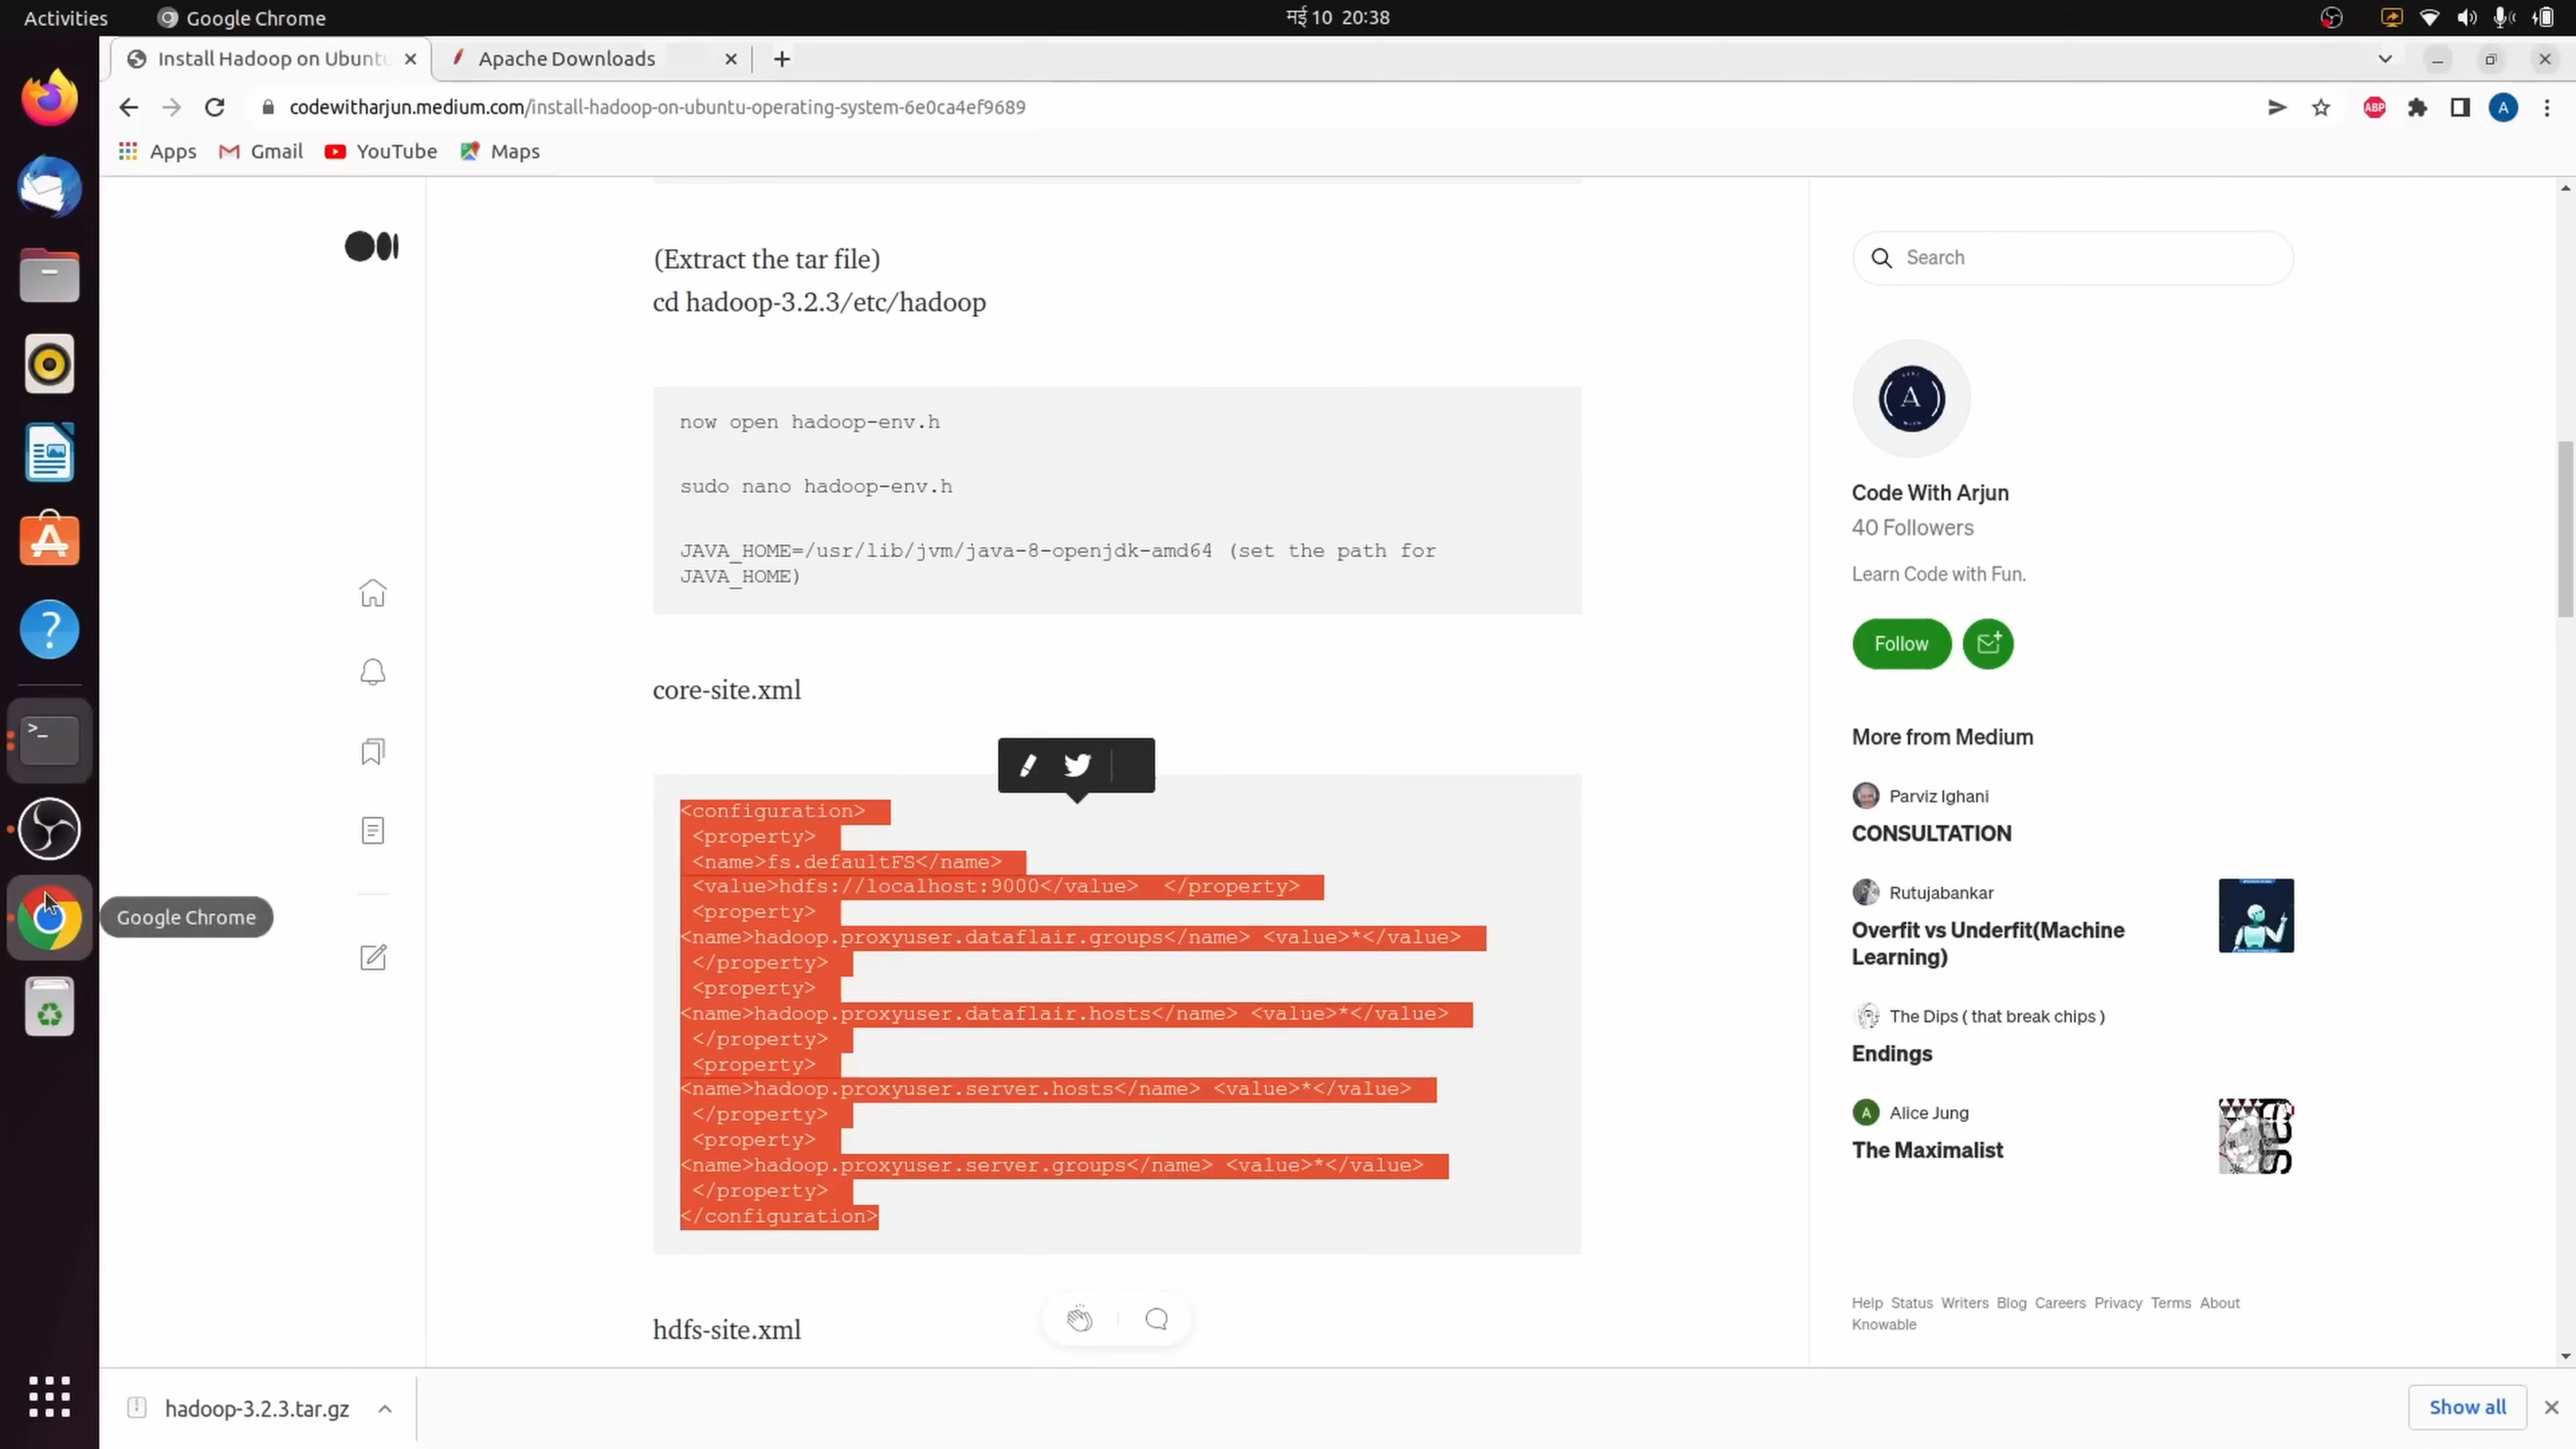 Activities
Google Chrome
मई 10 20:38
Install Hadoop on Ubuntu
Apache Downloads
codewitharjun.medium.com/install-hadoop-on-ubuntu-operating-system-6e0ca4ef9689
ABP
A
Apps
Gmail
YouTube
Maps
(Extract the tar file)
cd hadoop-3.2.3/etc/hadoop
now open hadoop-env.h
sudo nano hadoop-env.h
JAVA_HOME=/usr/lib/jvm/java-8-openjdk-amd64 (set the path for
JAVA_HOME)
core-site.xml
<configuration>
<property>
<name>fs.defaultFS</name>
<value>hdfs://localhost:9000</value>  </property>
<property>
<name>hadoop.proxyuser.dataflair.groups</name> <value>*</value>
</property>
<property>
<name>hadoop.proxyuser.dataflair.hosts</name> <value>*</value>
</property>
<property>
<name>hadoop.proxyuser.server.hosts</name> <value>*</value>
</property>
<property>
<name>hadoop.proxyuser.server.groups</name> <value>*</value>
</property>
</configuration>
hdfs-site.xml
Google Chrome
Search
A
Code With Arjun
40 Followers
Learn Code with Fun.
Follow
More from Medium
Parviz Ighani
CONSULTATION
Rutujabankar
Overfit vs Underfit(Machine
Learning)
The Dips ( that break chips )
Endings
A
Alice Jung
The Maximalist
Help Status Writers Blog Careers Privacy Terms About
Knowable
hadoop-3.2.3.tar.gz
Show all